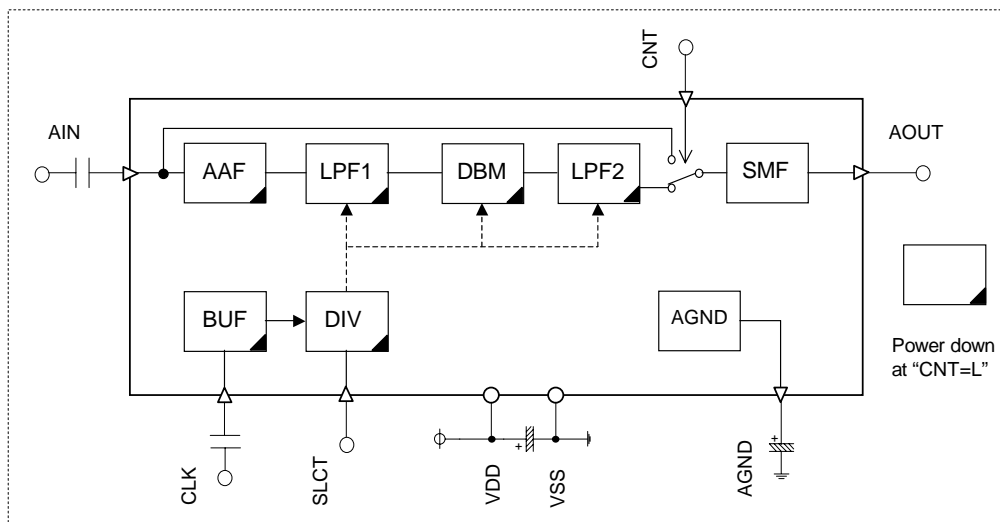 CNT
AIN
AOUT
AAF
LPF1
DBM
LPF2
SMF
BUF
DIV
AGND
Power down
at “CNT=L”
CLK
SLCT
+
VDD
VSS
+
AGND